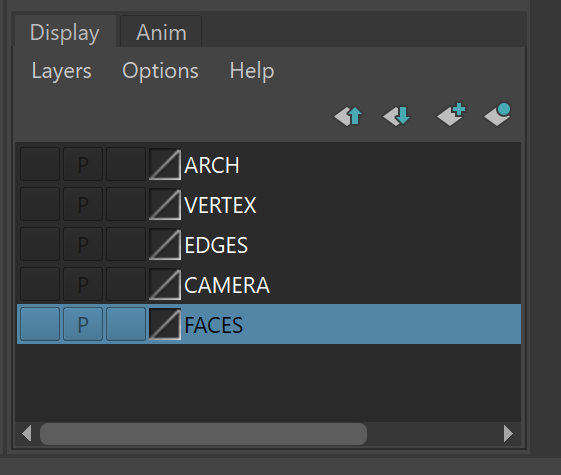 Display Anim
Layers Options Help
P ARCH
P VERTEX
P EDGES
P CAMERA
P FACES